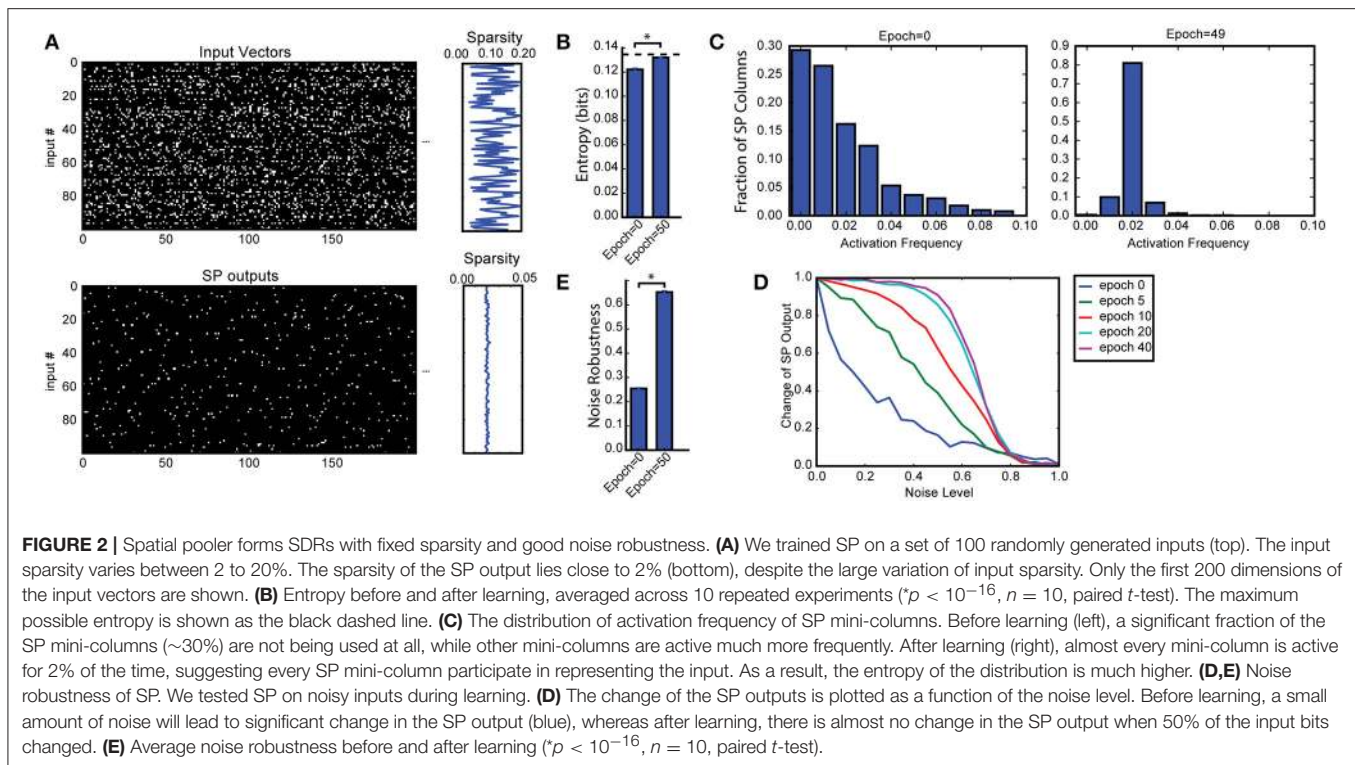 A
Input Vectors
Sparsity
0.00 0.10 0.20
input #
0
20
40
60
80
0 50 100 150
....
SP outputs
Sparsity
0.00 0.05
input #
0
20
40
60
80
0 50 100 150
....
B
*
Entropy (bits)
0.14
0.12
0.10
0.08
0.06
0.04
0.02
0.00
Epoch=0
Epoch=50
E
*
Noise Robustness
0.6
0.5
0.4
0.3
0.2
0.1
0.0
Epoch=0
Epoch=50
C
Epoch=0
Fraction of SP Columns
0.30
0.25
0.20
0.15
0.10
0.05
0.00
0.00 0.02 0.04 0.06 0.08 0.10
Activation Frequency
Epoch=49
0.9
0.8
0.7
0.6
0.5
0.4
0.3
0.2
0.1
0.0
0.00 0.02 0.04 0.06 0.08 0.10
Activation Frequency
D
Change of SP Output
1.0
0.8
0.6
0.4
0.2
0.0
0.0 0.2 0.4 0.6 0.8 1.0
Noise Level
epoch 0
epoch 5
epoch 10
epoch 20
epoch 40
FIGURE 2 | Spatial pooler forms SDRs with fixed sparsity and good noise robustness. (A) We trained SP on a set of 100 randomly generated inputs (top). The input
sparsity varies between 2 to 20%. The sparsity of the SP output lies close to 2% (bottom), despite the large variation of input sparsity. Only the first 200 dimensions of
the input vectors are shown. (B) Entropy before and after learning, averaged across 10 repeated experiments (*p < 10−16, n = 10, paired t-test). The maximum
possible entropy is shown as the black dashed line. (C) The distribution of activation frequency of SP mini-columns. Before learning (left), a significant fraction of the
SP mini-columns (~30%) are not being used at all, while other mini-columns are active much more frequently. After learning (right), almost every mini-column is active
for 2% of the time, suggesting every SP mini-column participate in representing the input. As a result, the entropy of the distribution is much higher. (D,E) Noise
robustness of SP. We tested SP on noisy inputs during learning. (D) The change of the SP outputs is plotted as a function of the noise level. Before learning, a small
amount of noise will lead to significant change in the SP output (blue), whereas after learning, there is almost no change in the SP output when 50% of the input bits
changed. (E) Average noise robustness before and after learning (*p < 10−16, n = 10, paired t-test).